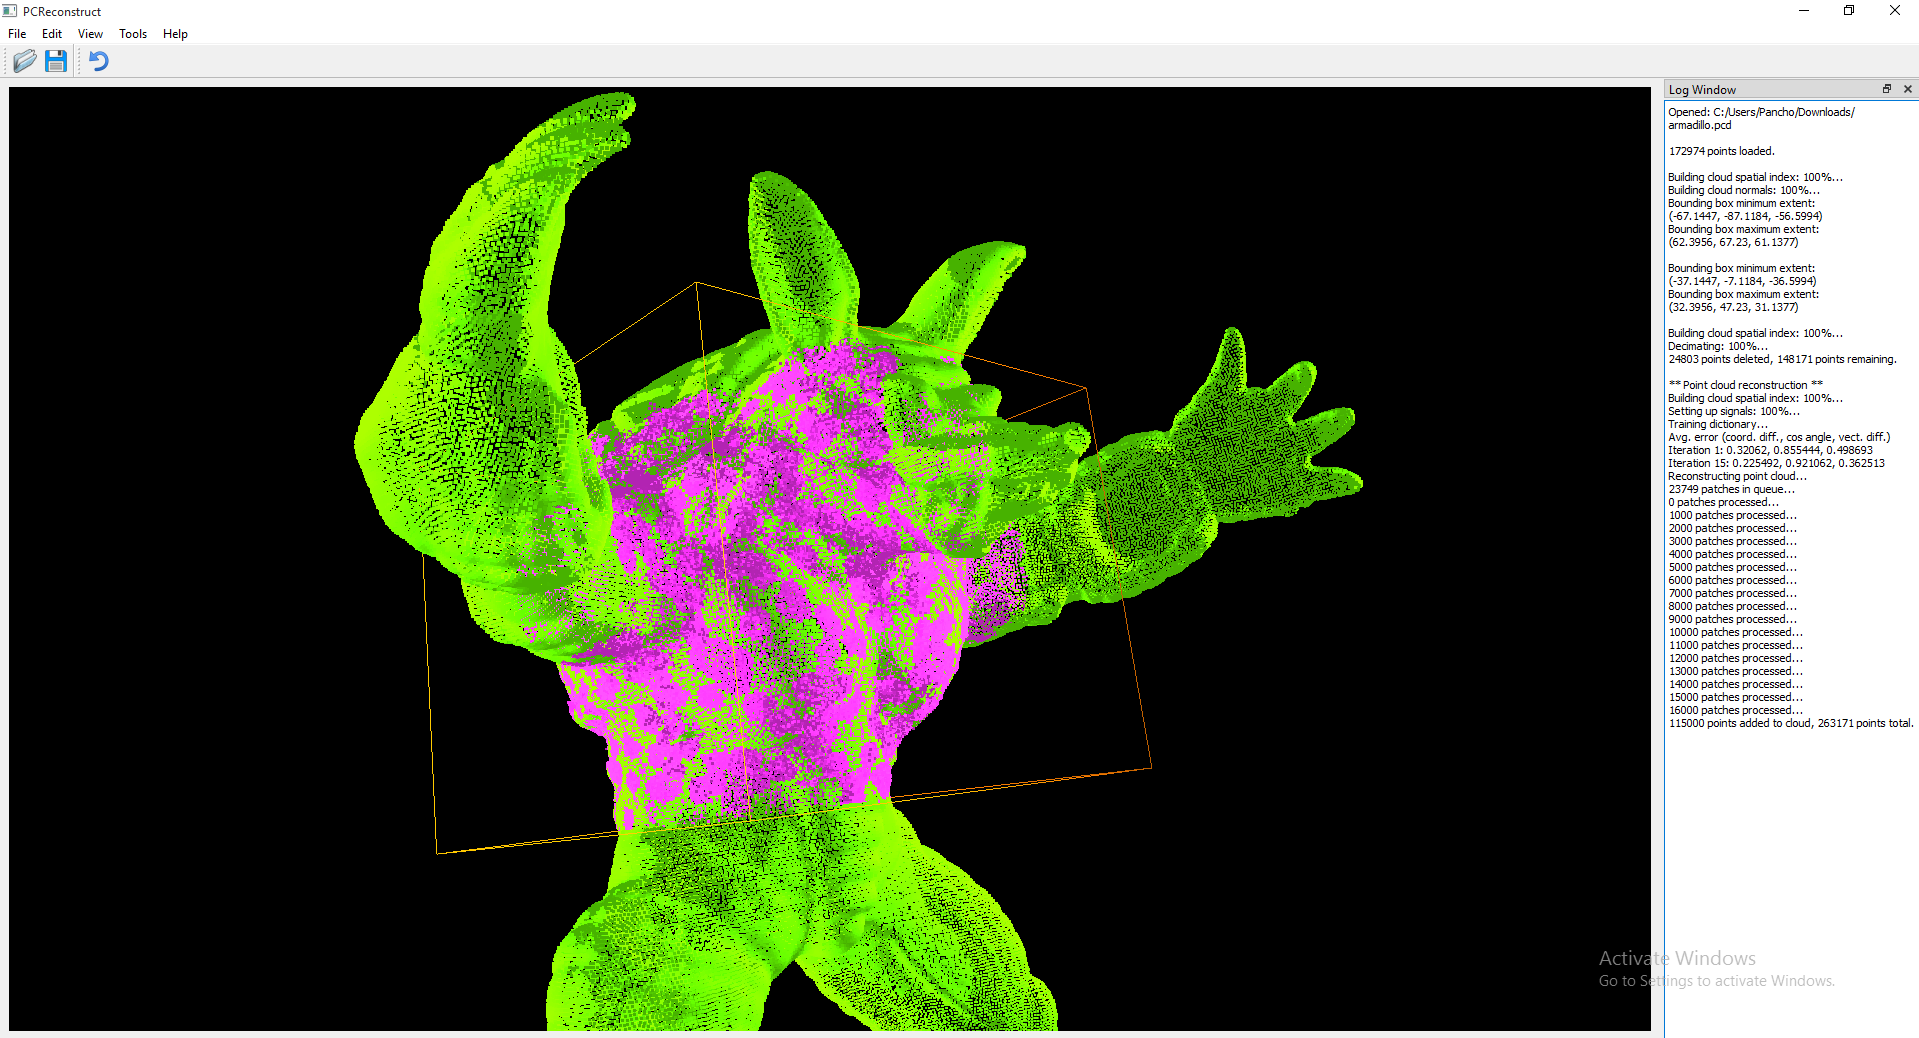 PCReconstruct
File Edit View Tools Help
Log Window
Opened: C:/Users/Pancho/Downloads/
armadillo.pcd
172974 points loaded.
Building cloud spatial index: 100%...
Building cloud normals: 100%...
Bounding box minimum extent:
(-67.1447, -87.1184, -56.5994)
Bounding box maximum extent:
(62.3956, 67.23, 61.1377)
Bounding box minimum extent:
(-37.1447, -7.1184, -36.5994)
Bounding box maximum extent:
(32.3956, 47.23, 31.1377)
Building cloud spatial index: 100%...
Decimating: 100%...
24803 points deleted, 148171 points remaining.
** Point cloud reconstruction **
Building cloud spatial index: 100%...
Setting up signals: 100%...
Training dictionary...
Avg. error (coord. diff., cos angle, vect. diff.)
Iteration 1: 0.32062, 0.855444, 0.498693
Iteration 15: 0.225492, 0.921062, 0.362513
Reconstructing point cloud...
23749 patches in queue...
0 patches processed...
1000 patches processed...
2000 patches processed...
3000 patches processed...
4000 patches processed...
5000 patches processed...
6000 patches processed...
7000 patches processed...
8000 patches processed...
9000 patches processed...
10000 patches processed...
11000 patches processed...
12000 patches processed...
13000 patches processed...
14000 patches processed...
15000 patches processed...
16000 patches processed...
115000 points added to cloud, 263171 points total.
Activate Windows
Go to Settings to activate Windows.